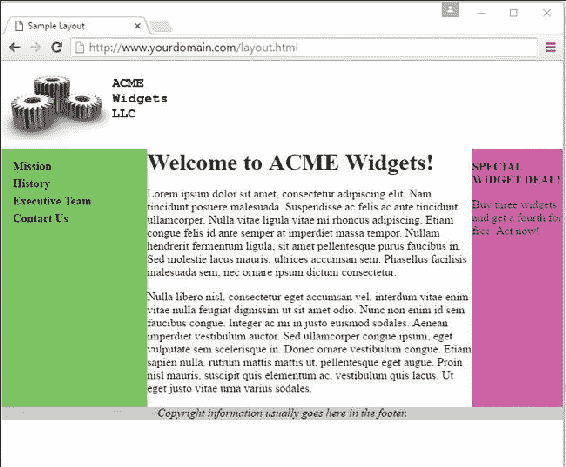 Sample Layout
http://www.yourdomain.com/layout.html
ACME
Widgets
LLC
Mission
History
Executive Team
Contact Us
Welcome to ACME Widgets!
Lorem ipsum dolor sit amet, consectetur adipiscing elit. Nam
tincidunt posuere malesuada. Suspendisse ac felis ac ante tincidunt
ullamcorper. Nulla vitae ligula vitae mi rhoncus adipiscing. Etiam
congue felis id ante semper at imperdiet massa tempor. Nullam
hendrerit fermentum ligula, sit amet pellentesque purus faucibus in.
Sed molestie lacus mauris, ultrices accumsan sem. Phasellus facilisis
malesuada sem, nec ornare ipsum dictum consectetur.
Nulla libero nisl, consectetur eget accumsan vel, interdum vitae enim
vitae nulla feugiat dignissim ut sit amet odio. Nunc non enim id sem
faucibus congue. Integer ac mi in justo euismod sodales. Aenean
imperdiet vestibulum auctor. Sed ullamcorper congue ipsum, eget
vulputate sem scelerisque in. Donec ornare vestibulum congue. Etiam
sapien nulla, rutrum mattis mattis ut, pellentesque eget augue. Proin
nisl mauris, suscipit quis elementum ac, vestibulum quis lacus. Ut
eget justo vitae urna varius sodales.
SPECIAL
WIDGET DEAL!
Buy three widgets
and get a fourth for
free. Act now!
Copyright information usually goes here in the footer.